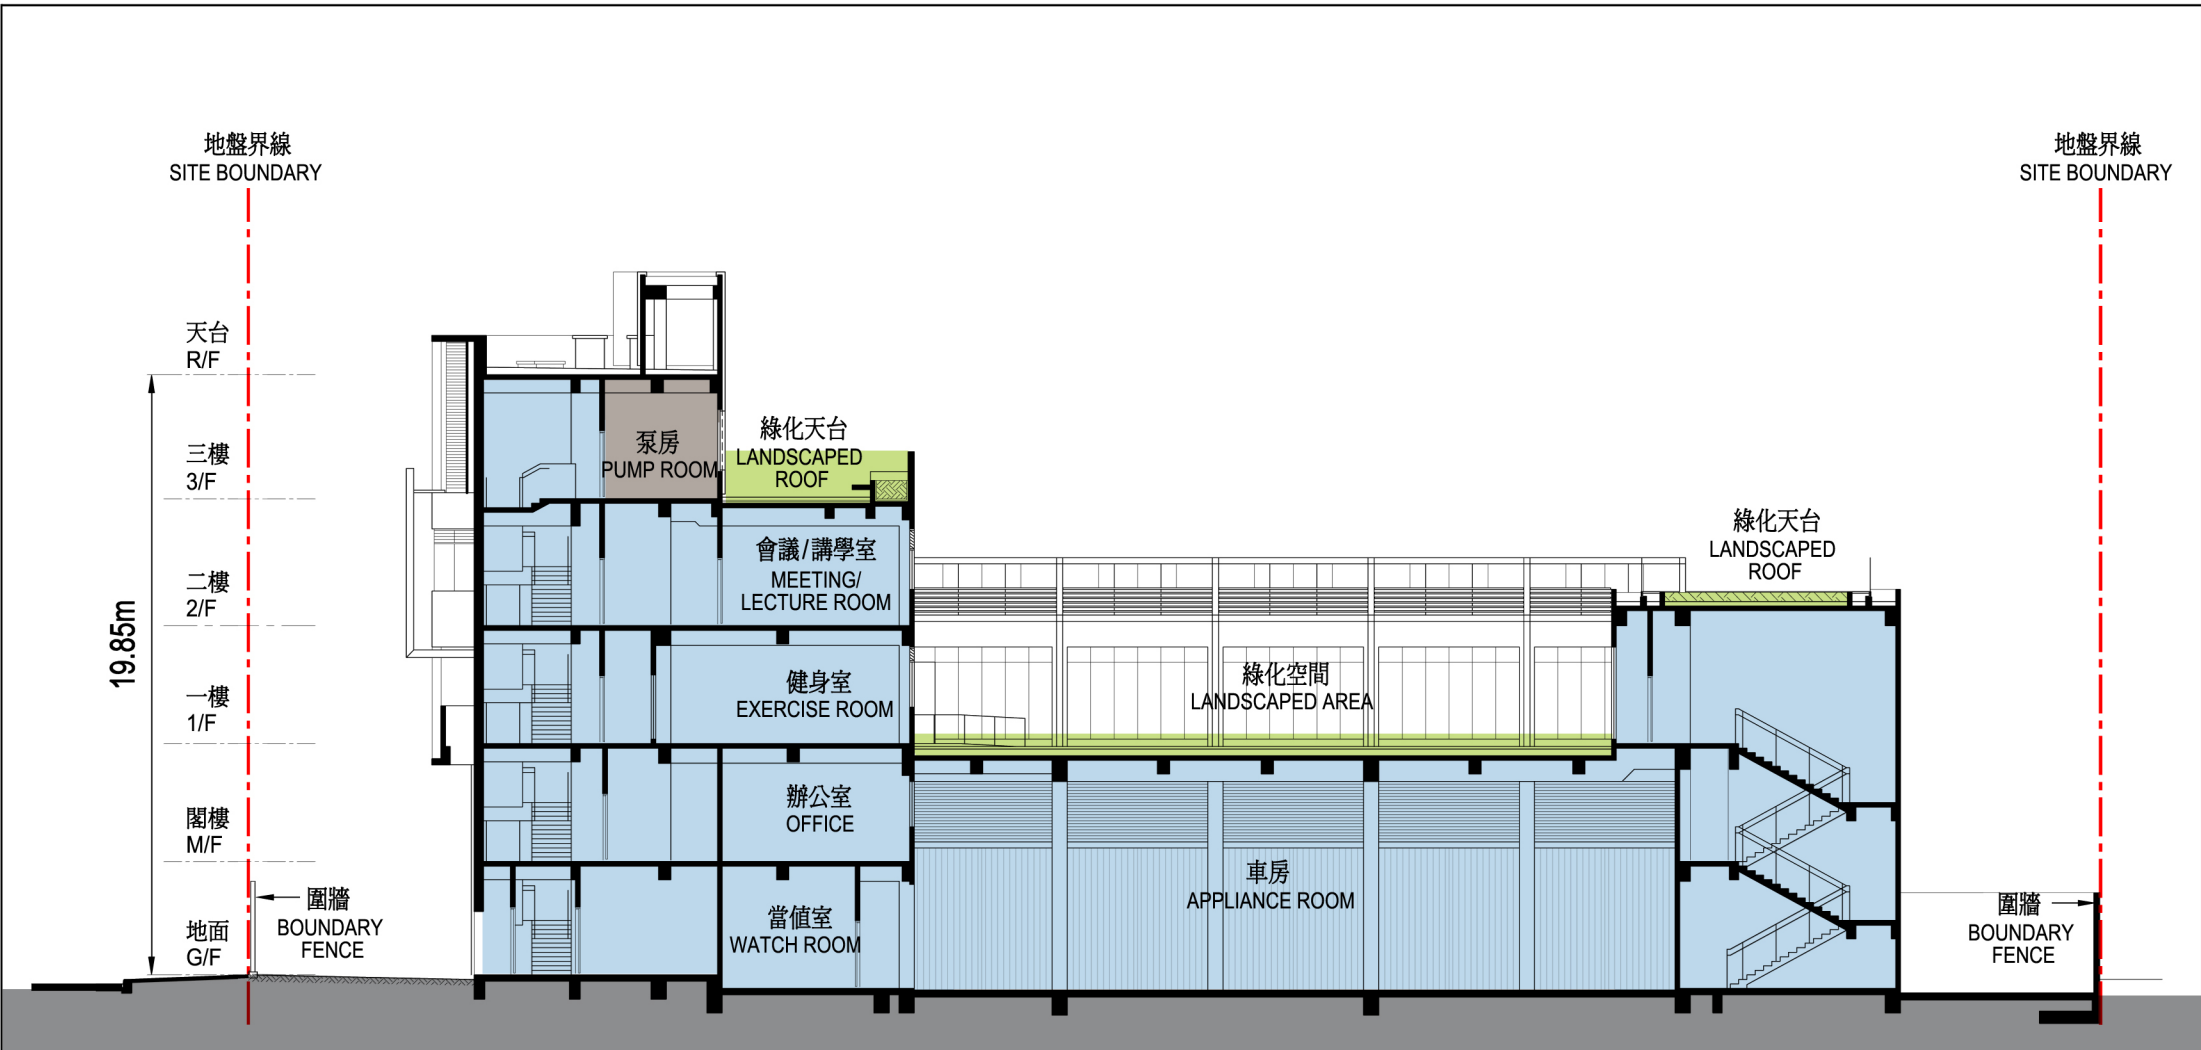 地盤界線
SITE BOUNDARY
地盤界線
SITE BOUNDARY
天台
R/F
三樓
3/F
二樓
2/F
一樓
1/F
閣樓
M/F
地面
G/F
19.85m
圍牆
BOUNDARY
FENCE
泵房
PUMP ROOM
綠化天台
LANDSCAPED
ROOF
會議/講學室
MEETING/
LECTURE ROOM
健身室
EXERCISE ROOM
辦公室
OFFICE
當值室
WATCH ROOM
綠化空間
LANDSCAPED AREA
車房
APPLIANCE ROOM
綠化天台
LANDSCAPED
ROOF
圍牆
BOUNDARY
FENCE